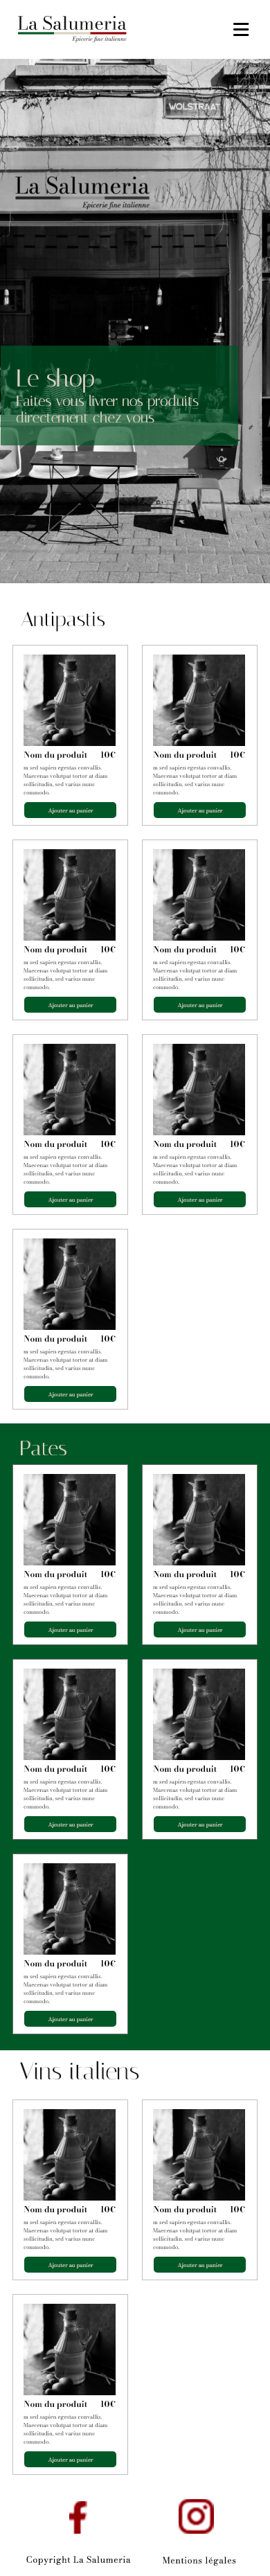 La Salumeria
Epicerie fine italienne
WOLSTRAAT
La Salumeria
Epicerie fine italienne
Le shop
Faites vous livrer nos produits
directement chez vous
Antipastis
Nom du produit 10€
m sed sapien egestas convallis.
Maecenas volutpat tortor at diam
sollicitudin, sed varius nunc
commodo.
Ajouter au panier
Nom du produit 10€
m sed sapien egestas convallis.
Maecenas volutpat tortor at diam
sollicitudin, sed varius nunc
commodo.
Ajouter au panier
Nom du produit 10€
m sed sapien egestas convallis.
Maecenas volutpat tortor at diam
sollicitudin, sed varius nunc
commodo.
Ajouter au panier
Nom du produit 10€
m sed sapien egestas convallis.
Maecenas volutpat tortor at diam
sollicitudin, sed varius nunc
commodo.
Ajouter au panier
Nom du produit 10€
m sed sapien egestas convallis.
Maecenas volutpat tortor at diam
sollicitudin, sed varius nunc
commodo.
Ajouter au panier
Nom du produit 10€
m sed sapien egestas convallis.
Maecenas volutpat tortor at diam
sollicitudin, sed varius nunc
commodo.
Ajouter au panier
Nom du produit 10€
m sed sapien egestas convallis.
Maecenas volutpat tortor at diam
sollicitudin, sed varius nunc
commodo.
Ajouter au panier
Pates
Nom du produit 10€
m sed sapien egestas convallis.
Maecenas volutpat tortor at diam
sollicitudin, sed varius nunc
commodo.
Ajouter au panier
Nom du produit 10€
m sed sapien egestas convallis.
Maecenas volutpat tortor at diam
sollicitudin, sed varius nunc
commodo.
Ajouter au panier
Nom du produit 10€
m sed sapien egestas convallis.
Maecenas volutpat tortor at diam
sollicitudin, sed varius nunc
commodo.
Ajouter au panier
Nom du produit 10€
m sed sapien egestas convallis.
Maecenas volutpat tortor at diam
sollicitudin, sed varius nunc
commodo.
Ajouter au panier
Nom du produit 10€
m sed sapien egestas convallis.
Maecenas volutpat tortor at diam
sollicitudin, sed varius nunc
commodo.
Ajouter au panier
Vins italiens
Nom du produit 10€
m sed sapien egestas convallis.
Maecenas volutpat tortor at diam
sollicitudin, sed varius nunc
commodo.
Ajouter au panier
Nom du produit 10€
m sed sapien egestas convallis.
Maecenas volutpat tortor at diam
sollicitudin, sed varius nunc
commodo.
Ajouter au panier
Nom du produit 10€
m sed sapien egestas convallis.
Maecenas volutpat tortor at diam
sollicitudin, sed varius nunc
commodo.
Ajouter au panier
Copyright La Salumeria
Mentions légales